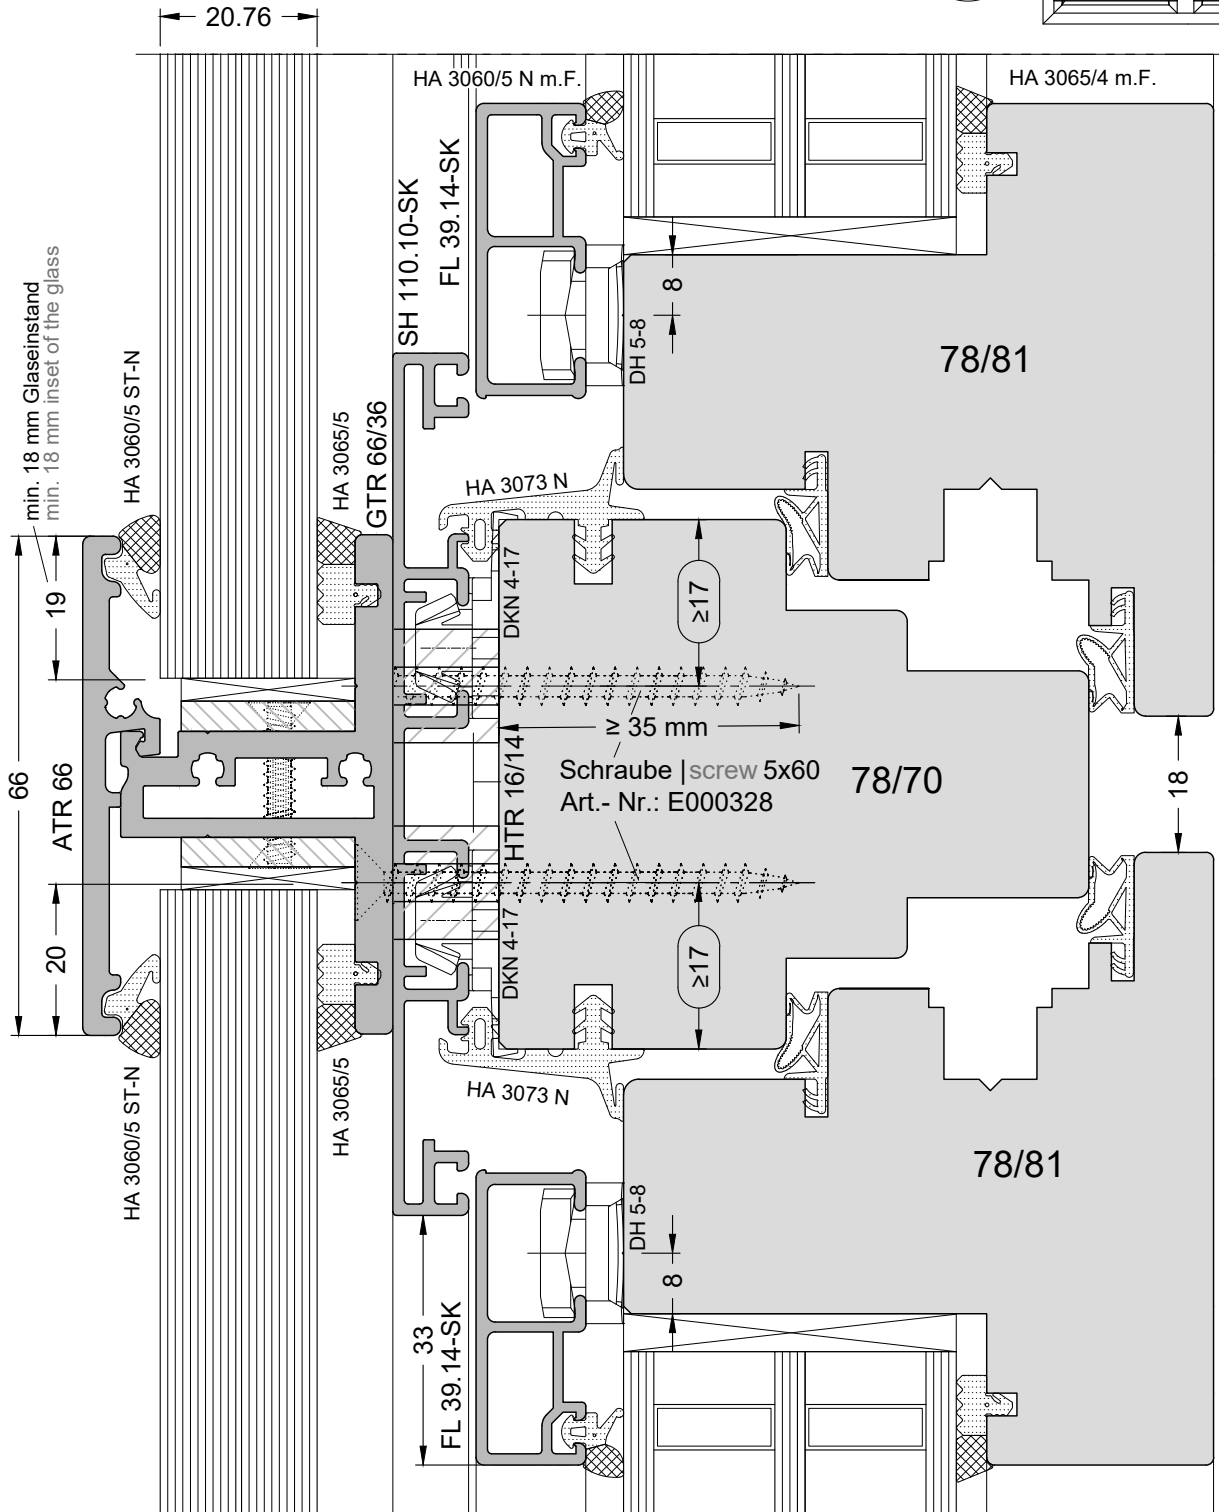 20.76
HA 3060/5 N m.F.
HA 3065/4 m.F.
SH 110.10-SK
FL 39.14-SK
min. 18 mm Glaseinstand
min. 18 mm inset of the glass
HA 3060/5 ST-N
HA 3065/5
GTR 66/36
8
DH 5-8
78/81
HA 3073 N
19
DKN 4-17
≥17
≥ 35 mm
Schraube | screw 5x60
Art.- Nr.: E000328
HTR 16/14
78/70
18
66
ATR 66
20
DKN 4-17
≥17
HA 3060/5 ST-N
HA 3065/5
HA 3073 N
78/81
DH 5-8
8
33
FL 39.14-SK